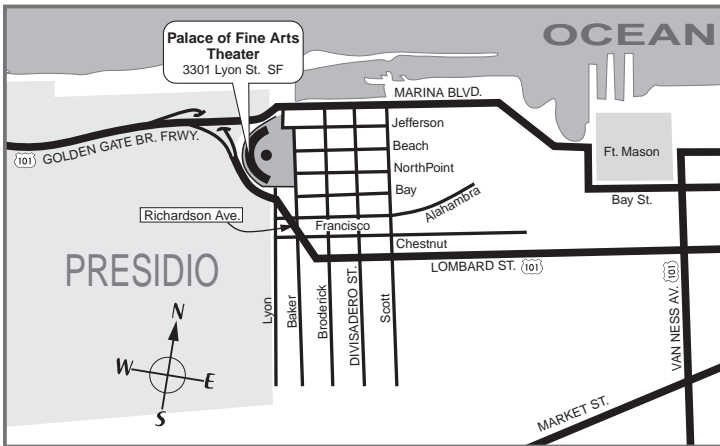 OCEAN
Palace of Fine Arts
Theater
3301 Lyon St. SF
MARINA BLVD.
Jefferson
Beach
NorthPoint
Bay
Alahambra
Francisco
Chestnut
LOMBARD ST. 101
101 GOLDEN GATE BR. FRWY.
Richardson Ave.
PRESIDIO
Ft. Mason
Bay St.
VAN NESS AV. 101
MARKET ST.
Lyon
Baker
Broderick
DIVISADERO ST.
Scott
N
W
E
S